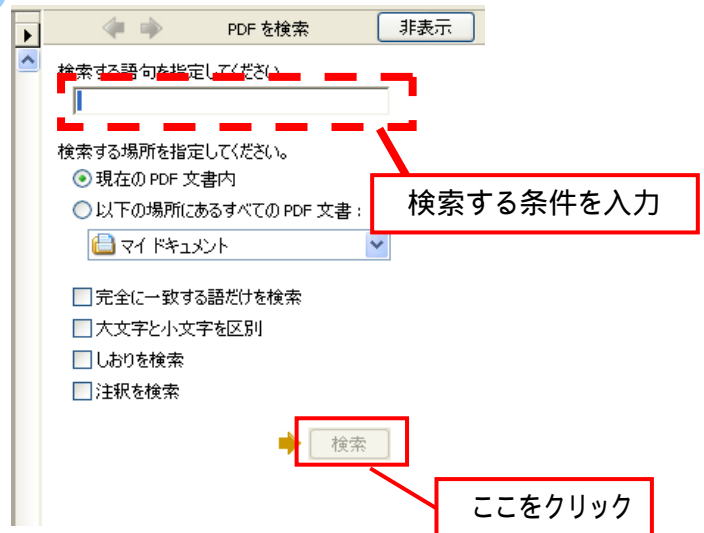 PDF を検索
非表示
検索する語句を指定してください。
検索する場所を指定してください。
現在の PDF 文書内
以下の場所にあるすべての PDF 文書 :
マイ ドキュメント
検索する条件を入力
完全に一致する語だけを検索
大文字と小文字を区別
しおりを検索
注釈を検索
検索
ここをクリック